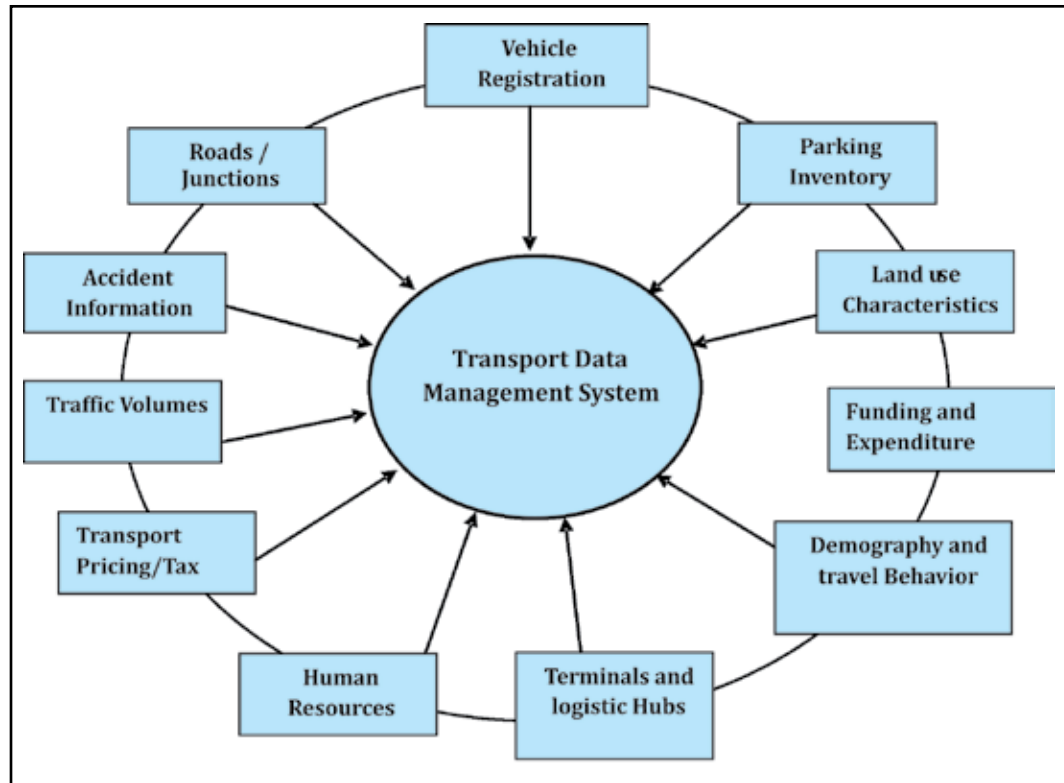 Vehicle
Registration
Roads /
Junctions
Parking
Inventory
Accident
Information
Land use
Characteristics
Transport Data
Management System
Traffic Volumes
Funding and
Expenditure
Transport
Pricing/Tax
Demography and
travel Behavior
Human
Resources
Terminals and
logistic Hubs